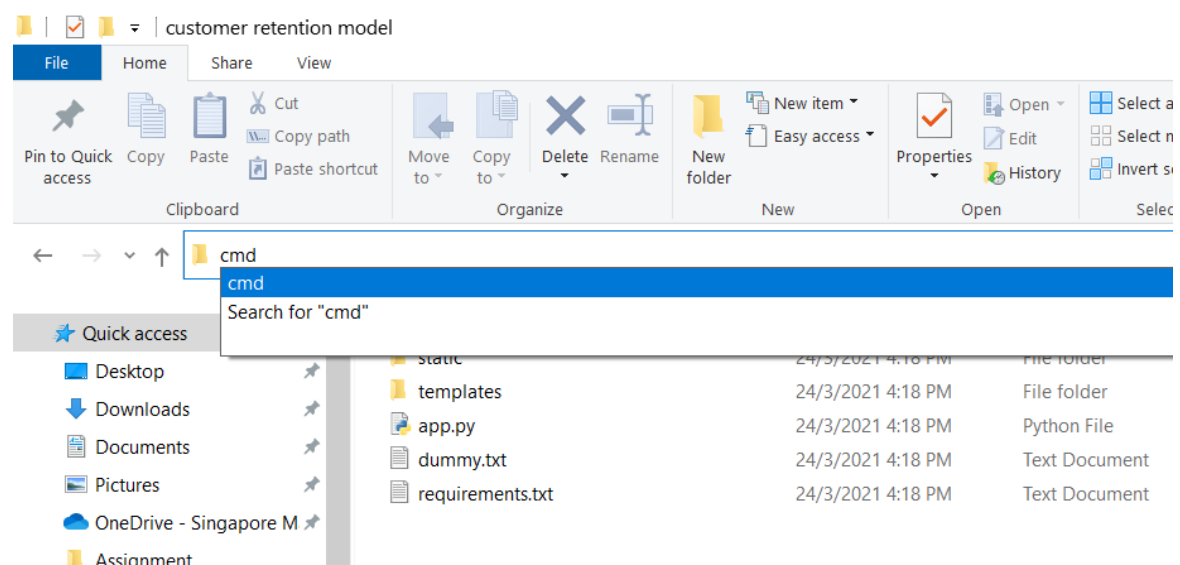 customer retention model
File Home Share View
Pin to Quick access
Copy
Paste
Cut
Copy path
Paste shortcut
Clipboard
Move to
Copy to
Delete
Rename
Organize
New folder
New item
Easy access
New
Properties
Open
Edit
History
Open
Select a
Select n
Invert se
Selec
cmd
cmd
Search for "cmd"
Quick access
Desktop
Downloads
Documents
Pictures
OneDrive - Singapore M
Assignment
static 24/3/2021 4:18 PM File folder
templates 24/3/2021 4:18 PM File folder
app.py 24/3/2021 4:18 PM Python File
dummy.txt 24/3/2021 4:18 PM Text Document
requirements.txt 24/3/2021 4:18 PM Text Document